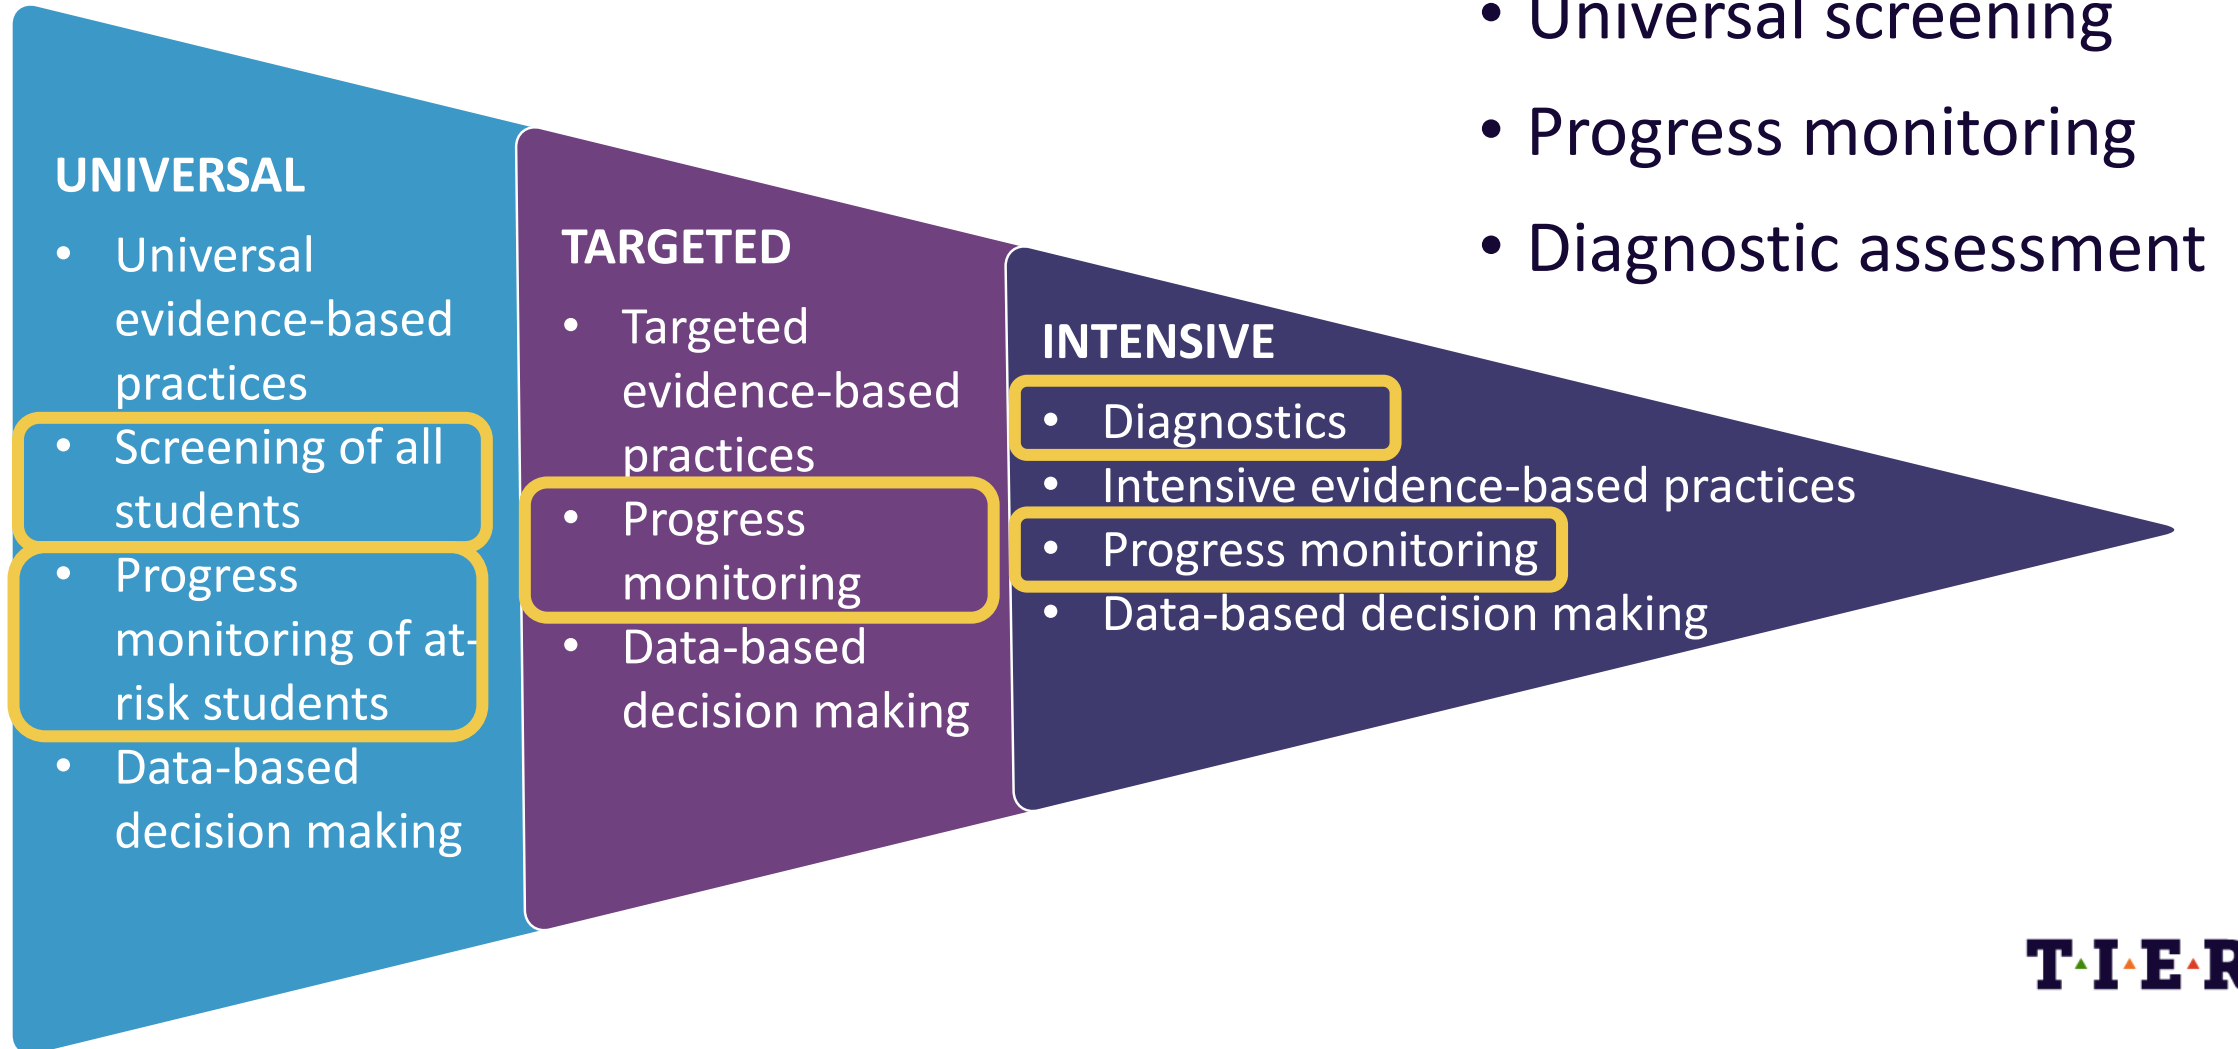 UNIVERSAL
• Universal
evidence-based
practices
• Screening of all
students
• Progress
monitoring of at-
risk students
• Data-based
decision making
TARGETED
• Targeted
evidence-based
practices
• Progress
monitoring
• Data-based
decision making
INTENSIVE
• Diagnostics
• Intensive evidence-based practices
• Progress monitoring
• Data-based decision making
• Universal screening
• Progress monitoring
• Diagnostic assessment
T▲I▲E▲R